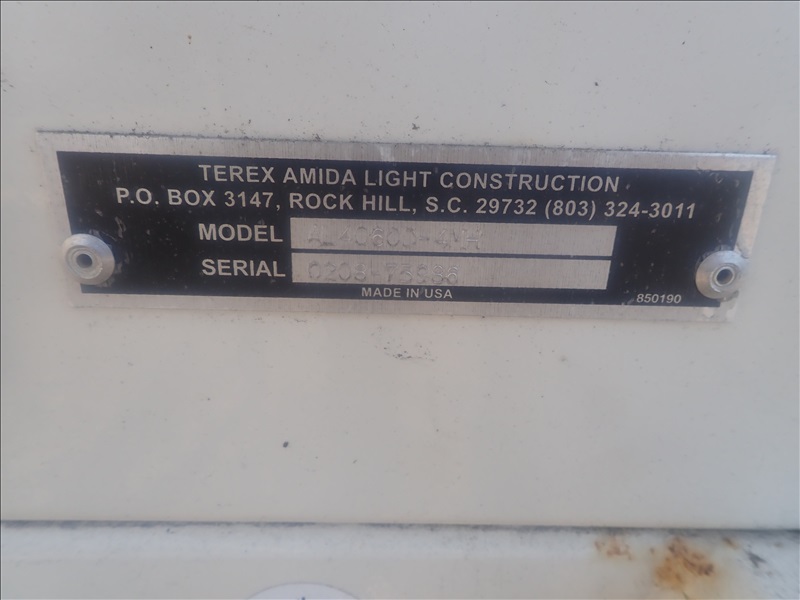 TEREX AMIDA LIGHT CONSTRUCTION
P.O. BOX 3147, ROCK HILL, S.C. 29732 (803) 324-3011
MODEL
SERIAL
MADE IN USA
850190